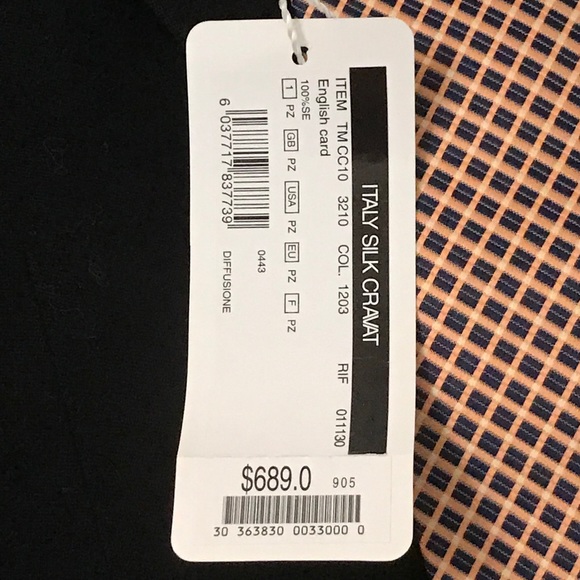 ITALY SILK CRAVAT
ITEM TM CC10 3210 COL. 1203 RIF 011130
English card
100%SE
1 PZ GB PZ USA PZ EU PZ F PZ
0443
6 037717 837739
DIFFUSIONE
$689.0 905
30 363830 0033000 0